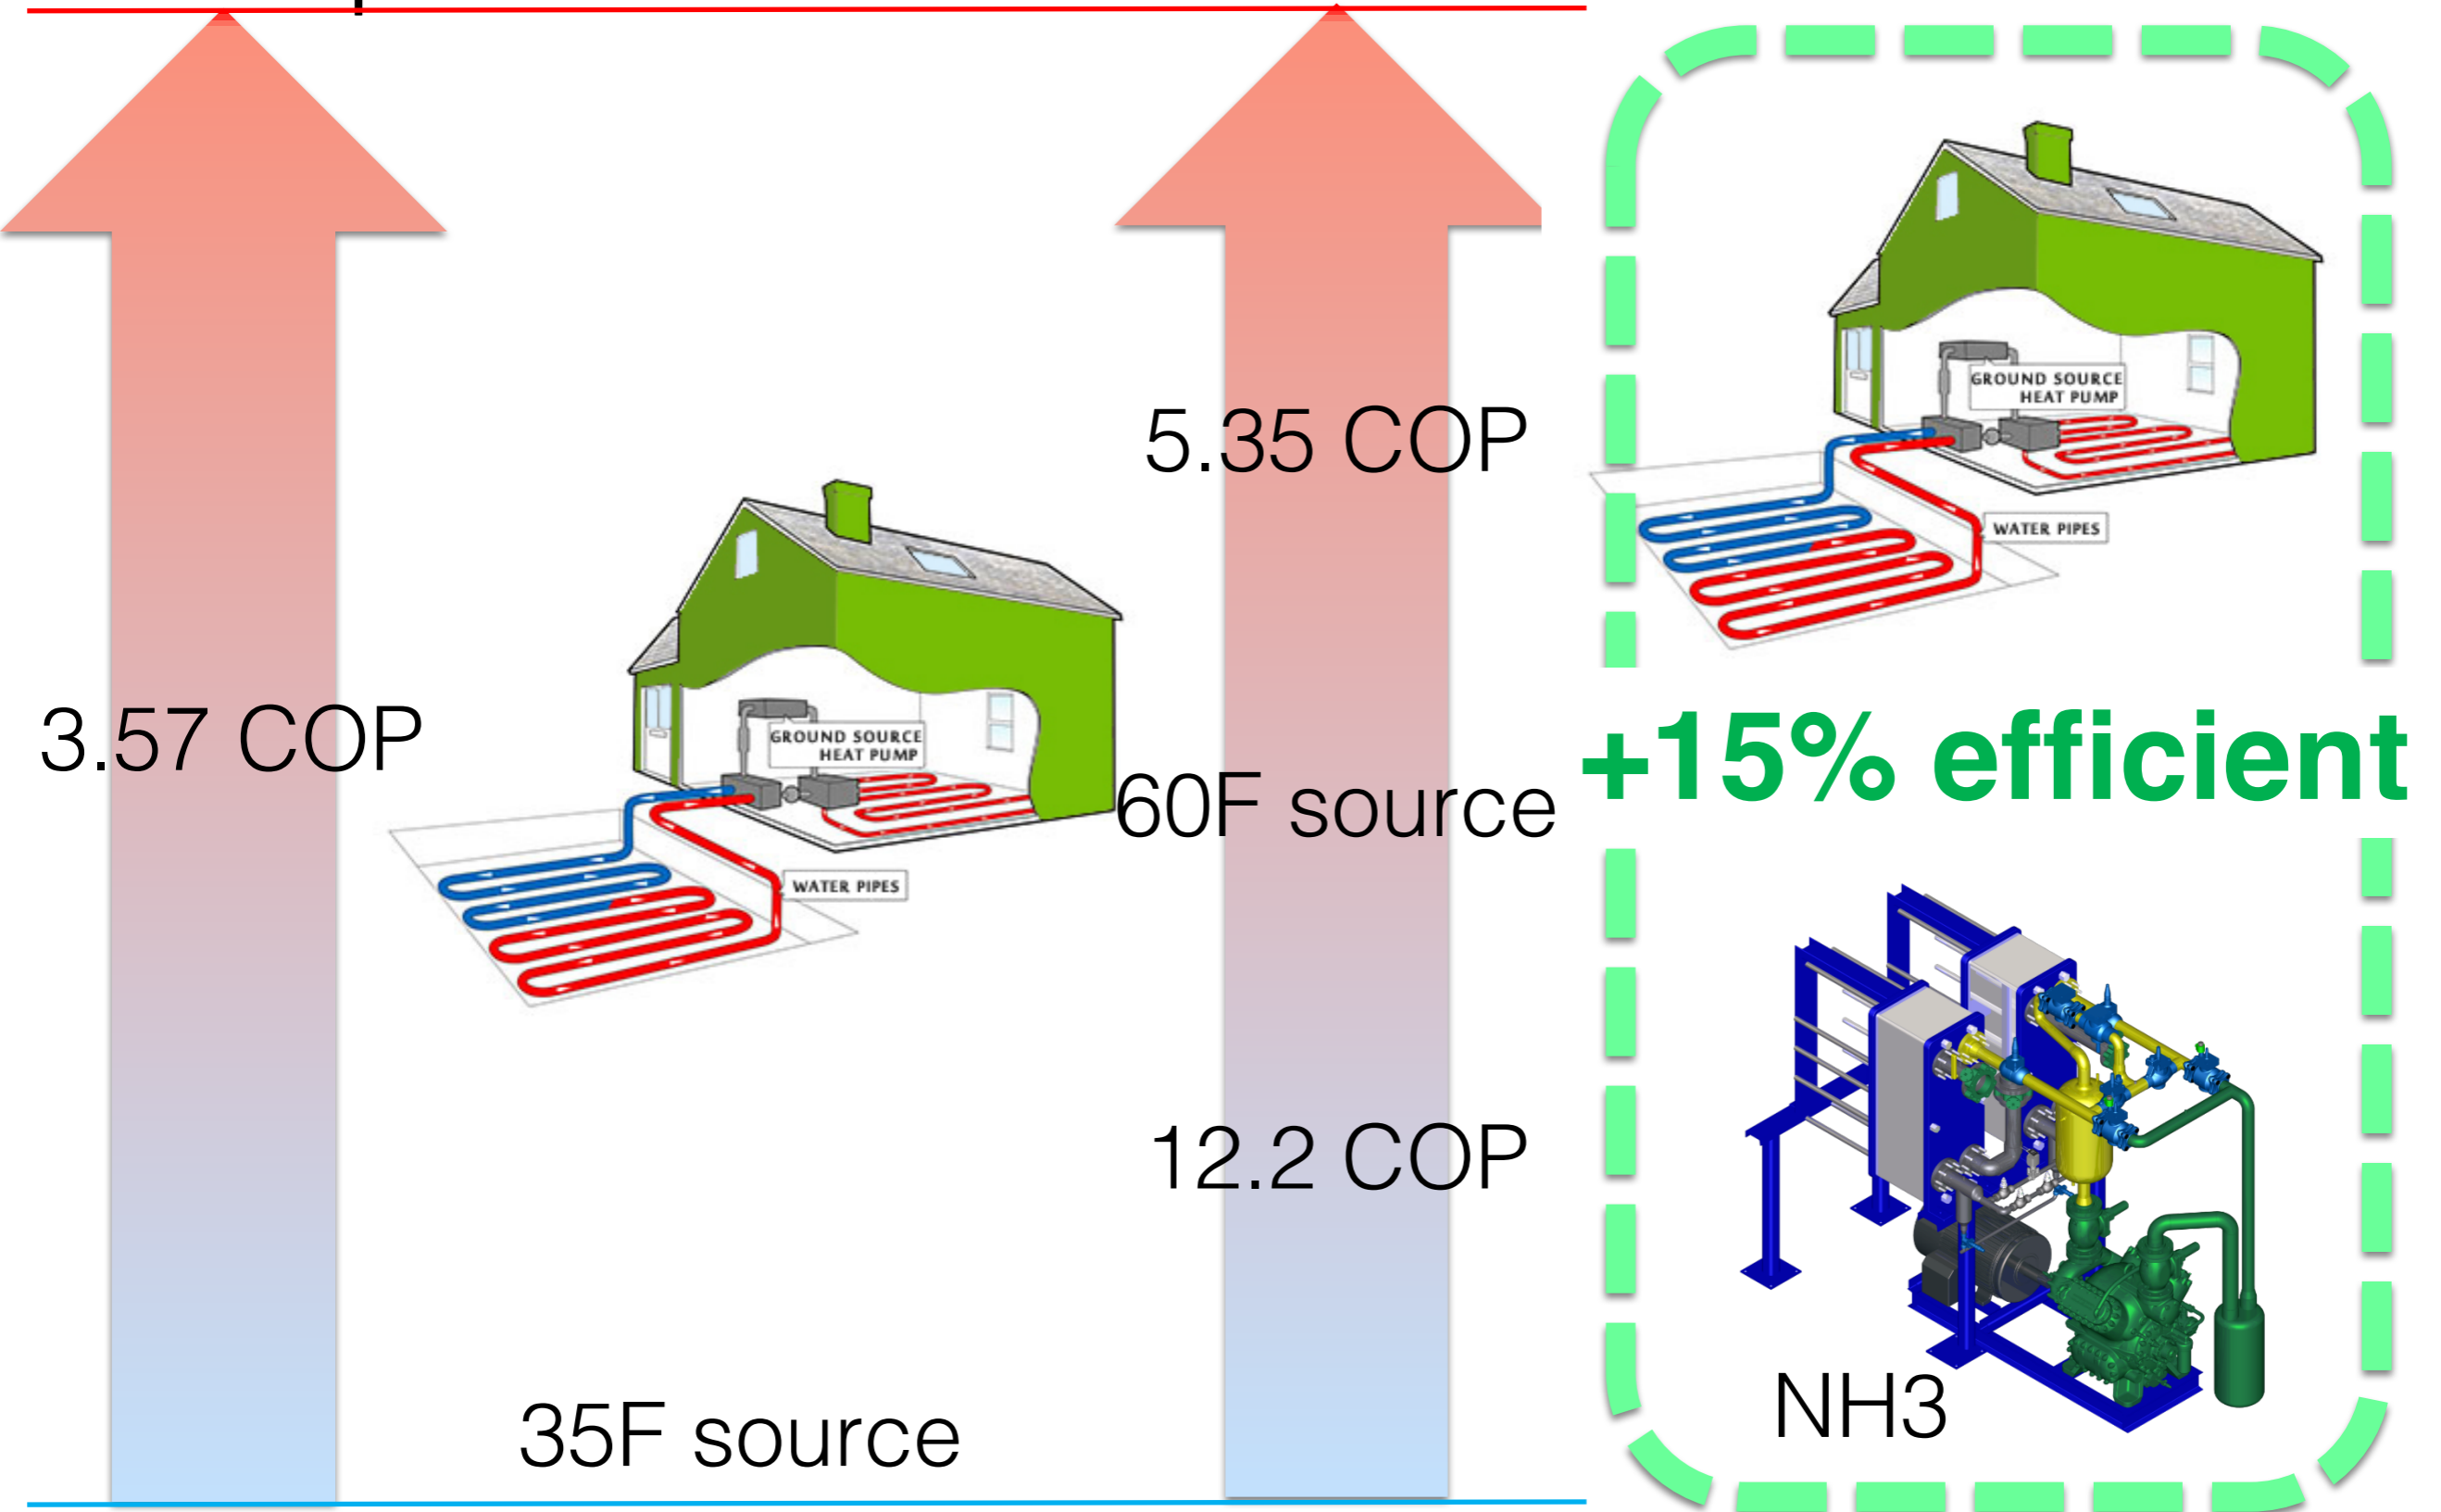 3.57 COP
GROUND SOURCE
HEAT PUMP
WATER PIPES
35F source
5.35 COP
60F source
12.2 COP
GROUND SOURCE
HEAT PUMP
WATER PIPES
+15% efficient
NH3